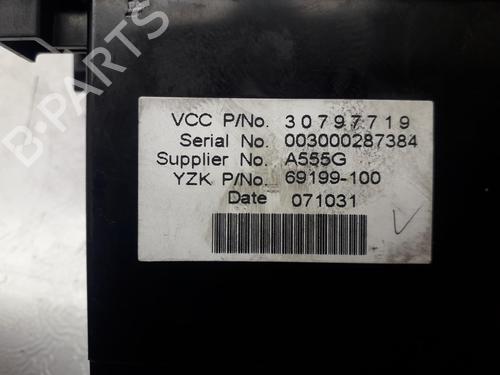 VCC P/No. 30797719
Serial No. 003000287384
Supplier No. A555G
YZK P/No. 69199-100
Date 071031
B-PARTS